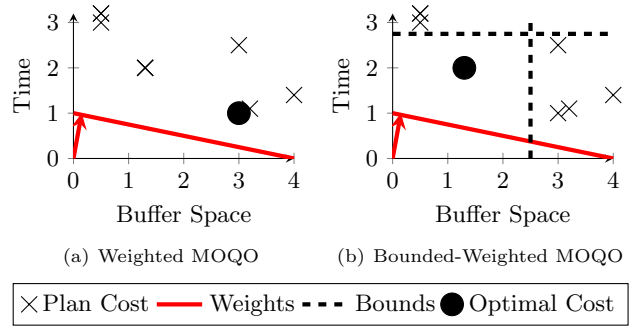 3
2
1
0
Time
0 1 2 3 4
Buffer Space
(a) Weighted MOQO
3
2
1
0
Time
0 1 2 3 4
Buffer Space
(b) Bounded-Weighted MOQO
Plan Cost Weights Bounds Optimal Cost